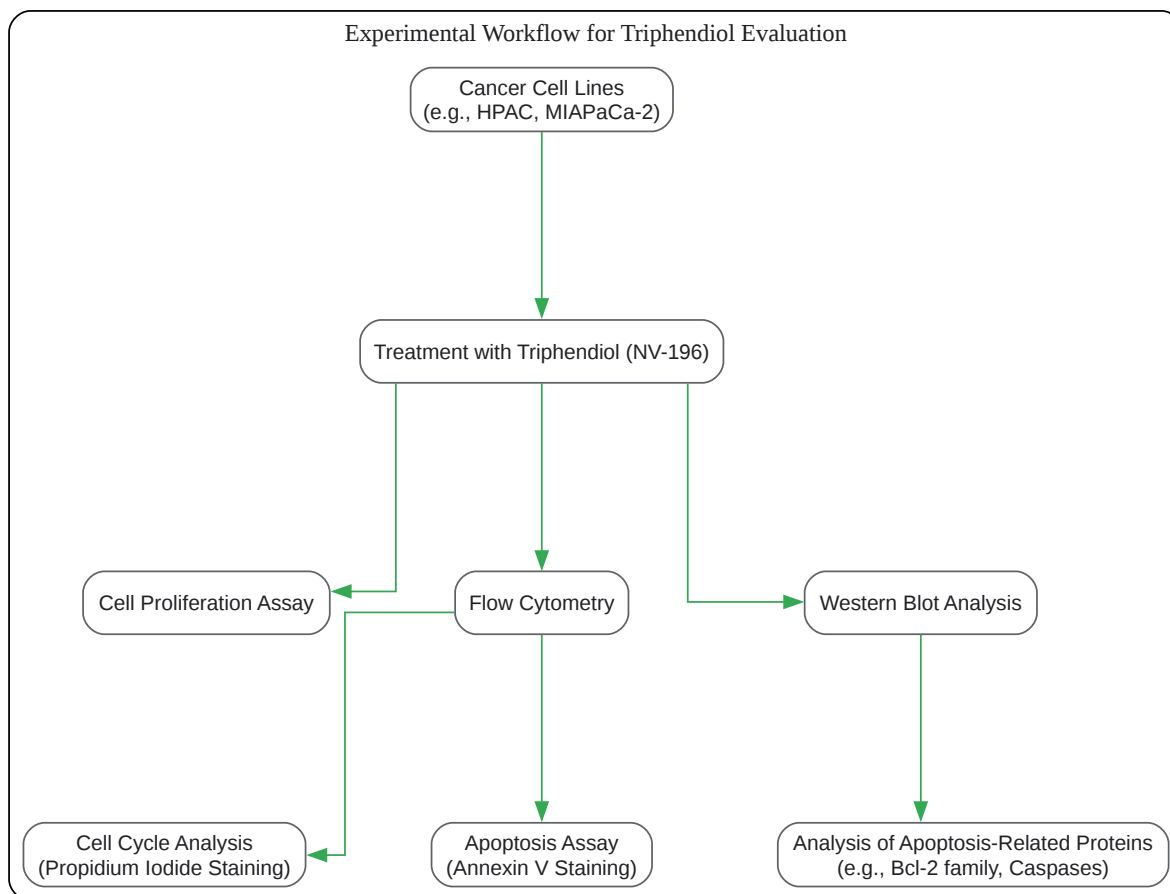 Experimental Workflow for Triphendiol Evaluation
Cancer Cell Lines
(e.g., HPAC, MIAPaCa-2)
Treatment with Triphendiol (NV-196)
Cell Proliferation Assay
Flow Cytometry
Western Blot Analysis
Cell Cycle Analysis
(Propidium Iodide Staining)
Apoptosis Assay
(Annexin V Staining)
Analysis of Apoptosis-Related Proteins
(e.g., Bcl-2 family, Caspases)